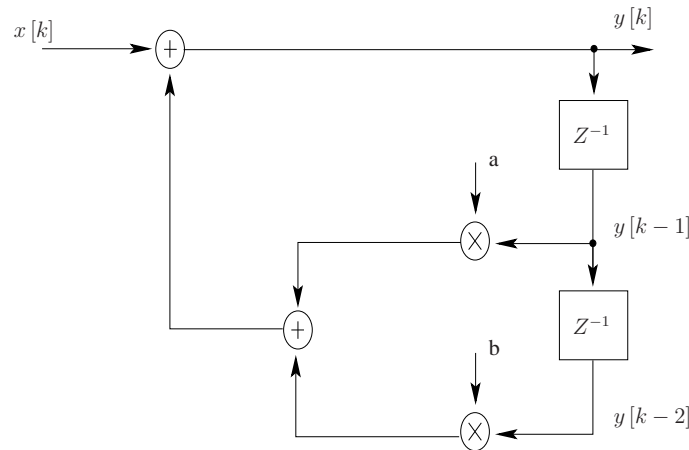 x [k]
y [k]
+
Z⁻¹
a
y [k − 1]
×
Z⁻¹
+
b
y [k − 2]
×